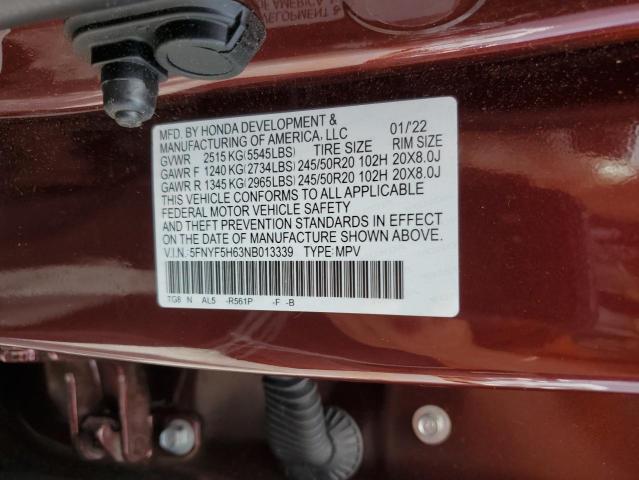 MFD. BY HONDA DEVELOPMENT &
MANUFACTURING OF AMERICA, LLC 01/'22
GVWR 2515 KG(5545LBS) TIRE SIZE RIM SIZE
GAWR F 1240 KG(2734LBS) 245/50R20 102H 20X8.0J
GAWR R 1345 KG(2965LBS) 245/50R20 102H 20X8.0J
THIS VEHICLE CONFORMS TO ALL APPLICABLE
FEDERAL MOTOR VEHICLE SAFETY
AND THEFT PREVENTION STANDARDS IN EFFECT
ON THE DATE OF MANUFACTURE SHOWN ABOVE.
V.I.N.: 5FNYF5H63NB013339 TYPE: MPV
TG8 N AL5 -R561P -F -B